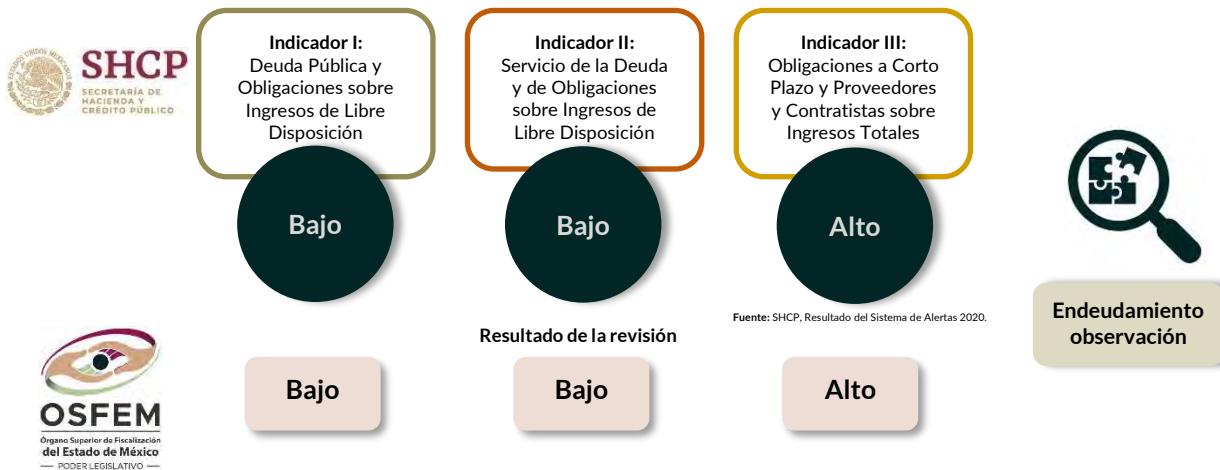 SHCP
SECRETARÍA DE
HACIENDA Y
CRÉDITO PÚBLICO
Indicador I:
Deuda Pública y
Obligaciones sobre
Ingresos de Libre
Disposición
Bajo
Indicador II:
Servicio de la Deuda
y de Obligaciones
sobre Ingresos de
Libre Disposición
Bajo
Indicador III:
Obligaciones a Corto
Plazo y Proveedores
y Contratistas sobre
Ingresos Totales
Alto
Fuente: SHCP, Resultado del Sistema de Alertas 2020.
Endeudamiento
observación
Resultado de la revisión
OSFEM
Órgano Superior de Fiscalización
del Estado de México
PODER LEGISLATIVO
Bajo
Bajo
Alto